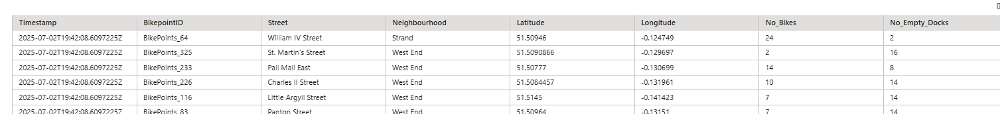 Timestamp BikepointID Street Neighbourhood Latitude Longitude No_Bikes No_Empty_Docks
2025-07-02T19:42:08.6097225Z BikePoints_64 William IV Street Strand 51.50946 -0.124749 24 2
2025-07-02T19:42:08.6097225Z BikePoints_325 St. Martin's Street West End 51.5090866 -0.129697 2 16
2025-07-02T19:42:08.6097225Z BikePoints_233 Pall Mall East West End 51.50777 -0.130699 14 8
2025-07-02T19:42:08.6097225Z BikePoints_226 Charles II Street West End 51.5084457 -0.131961 10 14
2025-07-02T19:42:08.6097225Z BikePoints_116 Little Argyll Street West End 51.5145 -0.141423 7 14
2025-07-02T19:42:08.6097225Z BikePoints_83 Panton Street West End 51.50964 -0.13151 7 14